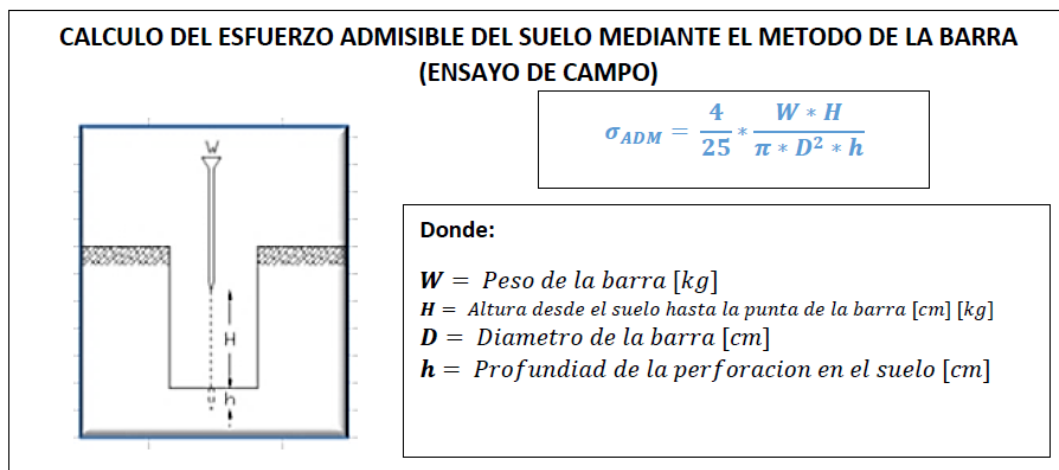 CALCULO DEL ESFUERZO ADMISIBLE DEL SUELO MEDIANTE EL METODO DE LA BARRA
(ENSAYO DE CAMPO)
σ_ADM = 4/25 * (W * H)/(π * D² * h)
W
H
h
Donde:
W = Peso de la barra [kg]
H = Altura desde el suelo hasta la punta de la barra [cm] [kg]
D = Diametro de la barra [cm]
h = Profundiad de la perforacion en el suelo [cm]